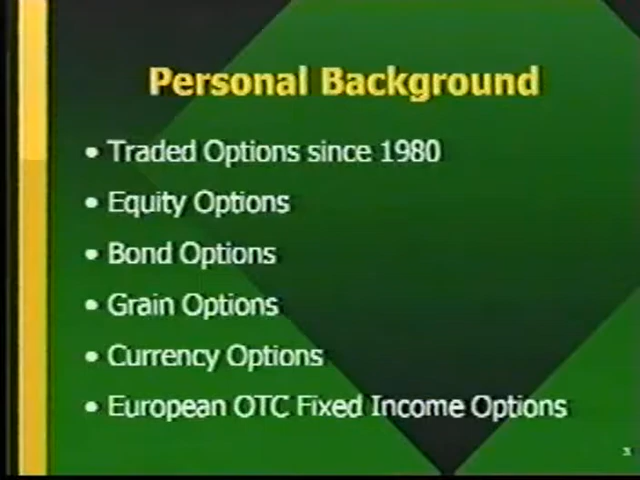 Personal Background
• Traded Options since 1980
• Equity Options
• Bond Options
• Grain Options
• Currency Options
• European OTC Fixed Income Options
3